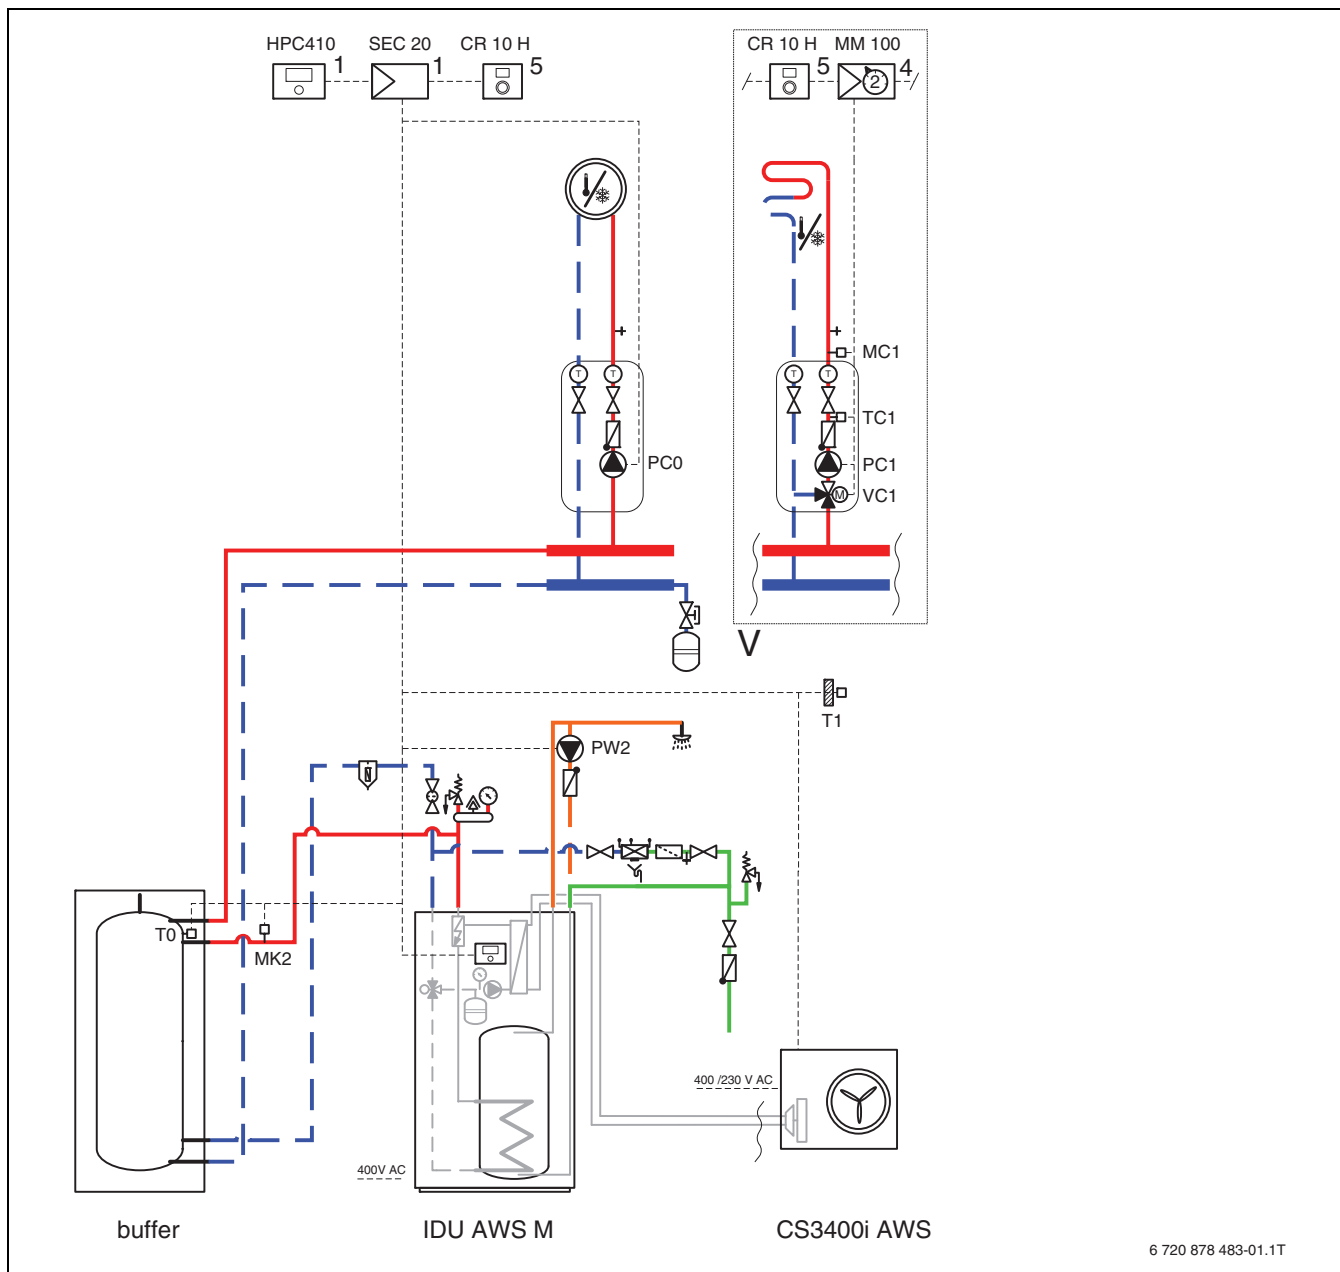 HPC410 SEC 20 CR 10 H CR 10 H MM 100
1 1 5 5 4
2
MC1
T T T T
TC1
PC0 PC1
M VC1
V
T1
PW2
T0
MK2
400 /230 V AC
400V AC
buffer IDU AWS M CS3400i AWS
6 720 878 483-01.1T